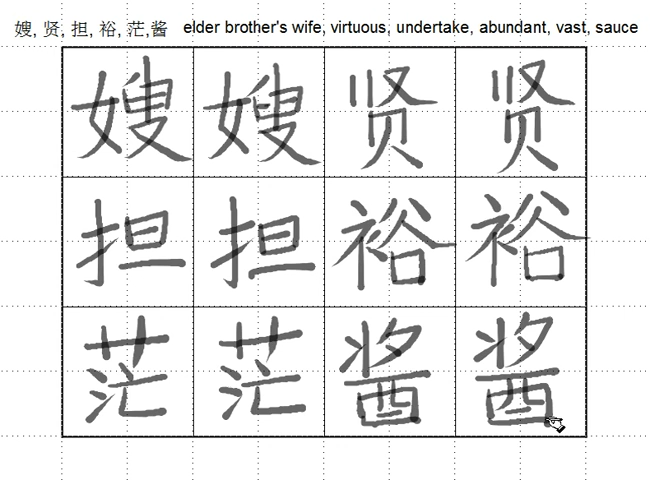 嫂, 贤, 担, 裕, 茫,酱 elder brother's wife, virtuous, undertake, abundant, vast, sauce
嫂 嫂 贤 贤
担 担 裕 裕
茫 茫 酱 酱